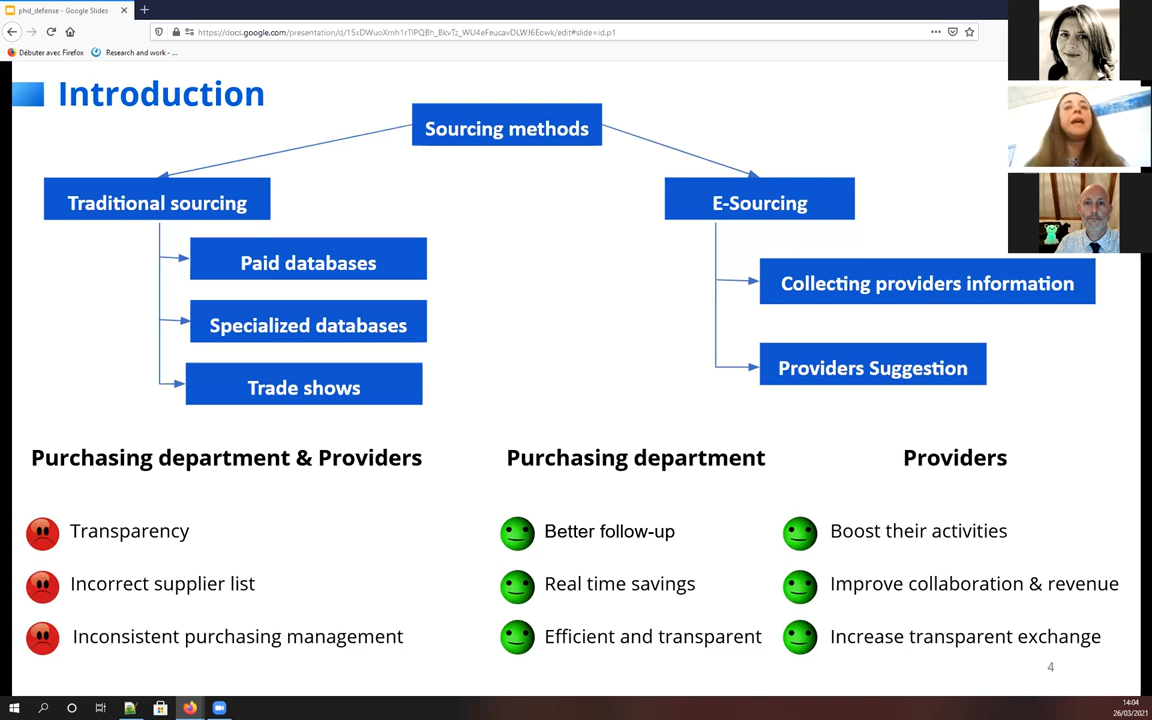 phd_defense - Google Slides
https://docs.google.com/presentation/d/15xDWuoXmh1rTlPQBh_BkvTz_WU4eFeucavDLWJ6Eowk/edit#slide=id.p1
Débuter avec Firefox
Research and work - ...
Introduction
Sourcing methods
Traditional sourcing
E-Sourcing
Paid databases
Collecting providers information
Specialized databases
Providers Suggestion
Trade shows
Purchasing department & Providers
Purchasing department
Providers
Transparency
Better follow-up
Boost their activities
Incorrect supplier list
Real time savings
Improve collaboration & revenue
Inconsistent purchasing management
Efficient and transparent
Increase transparent exchange
4
14:04
26/03/2021